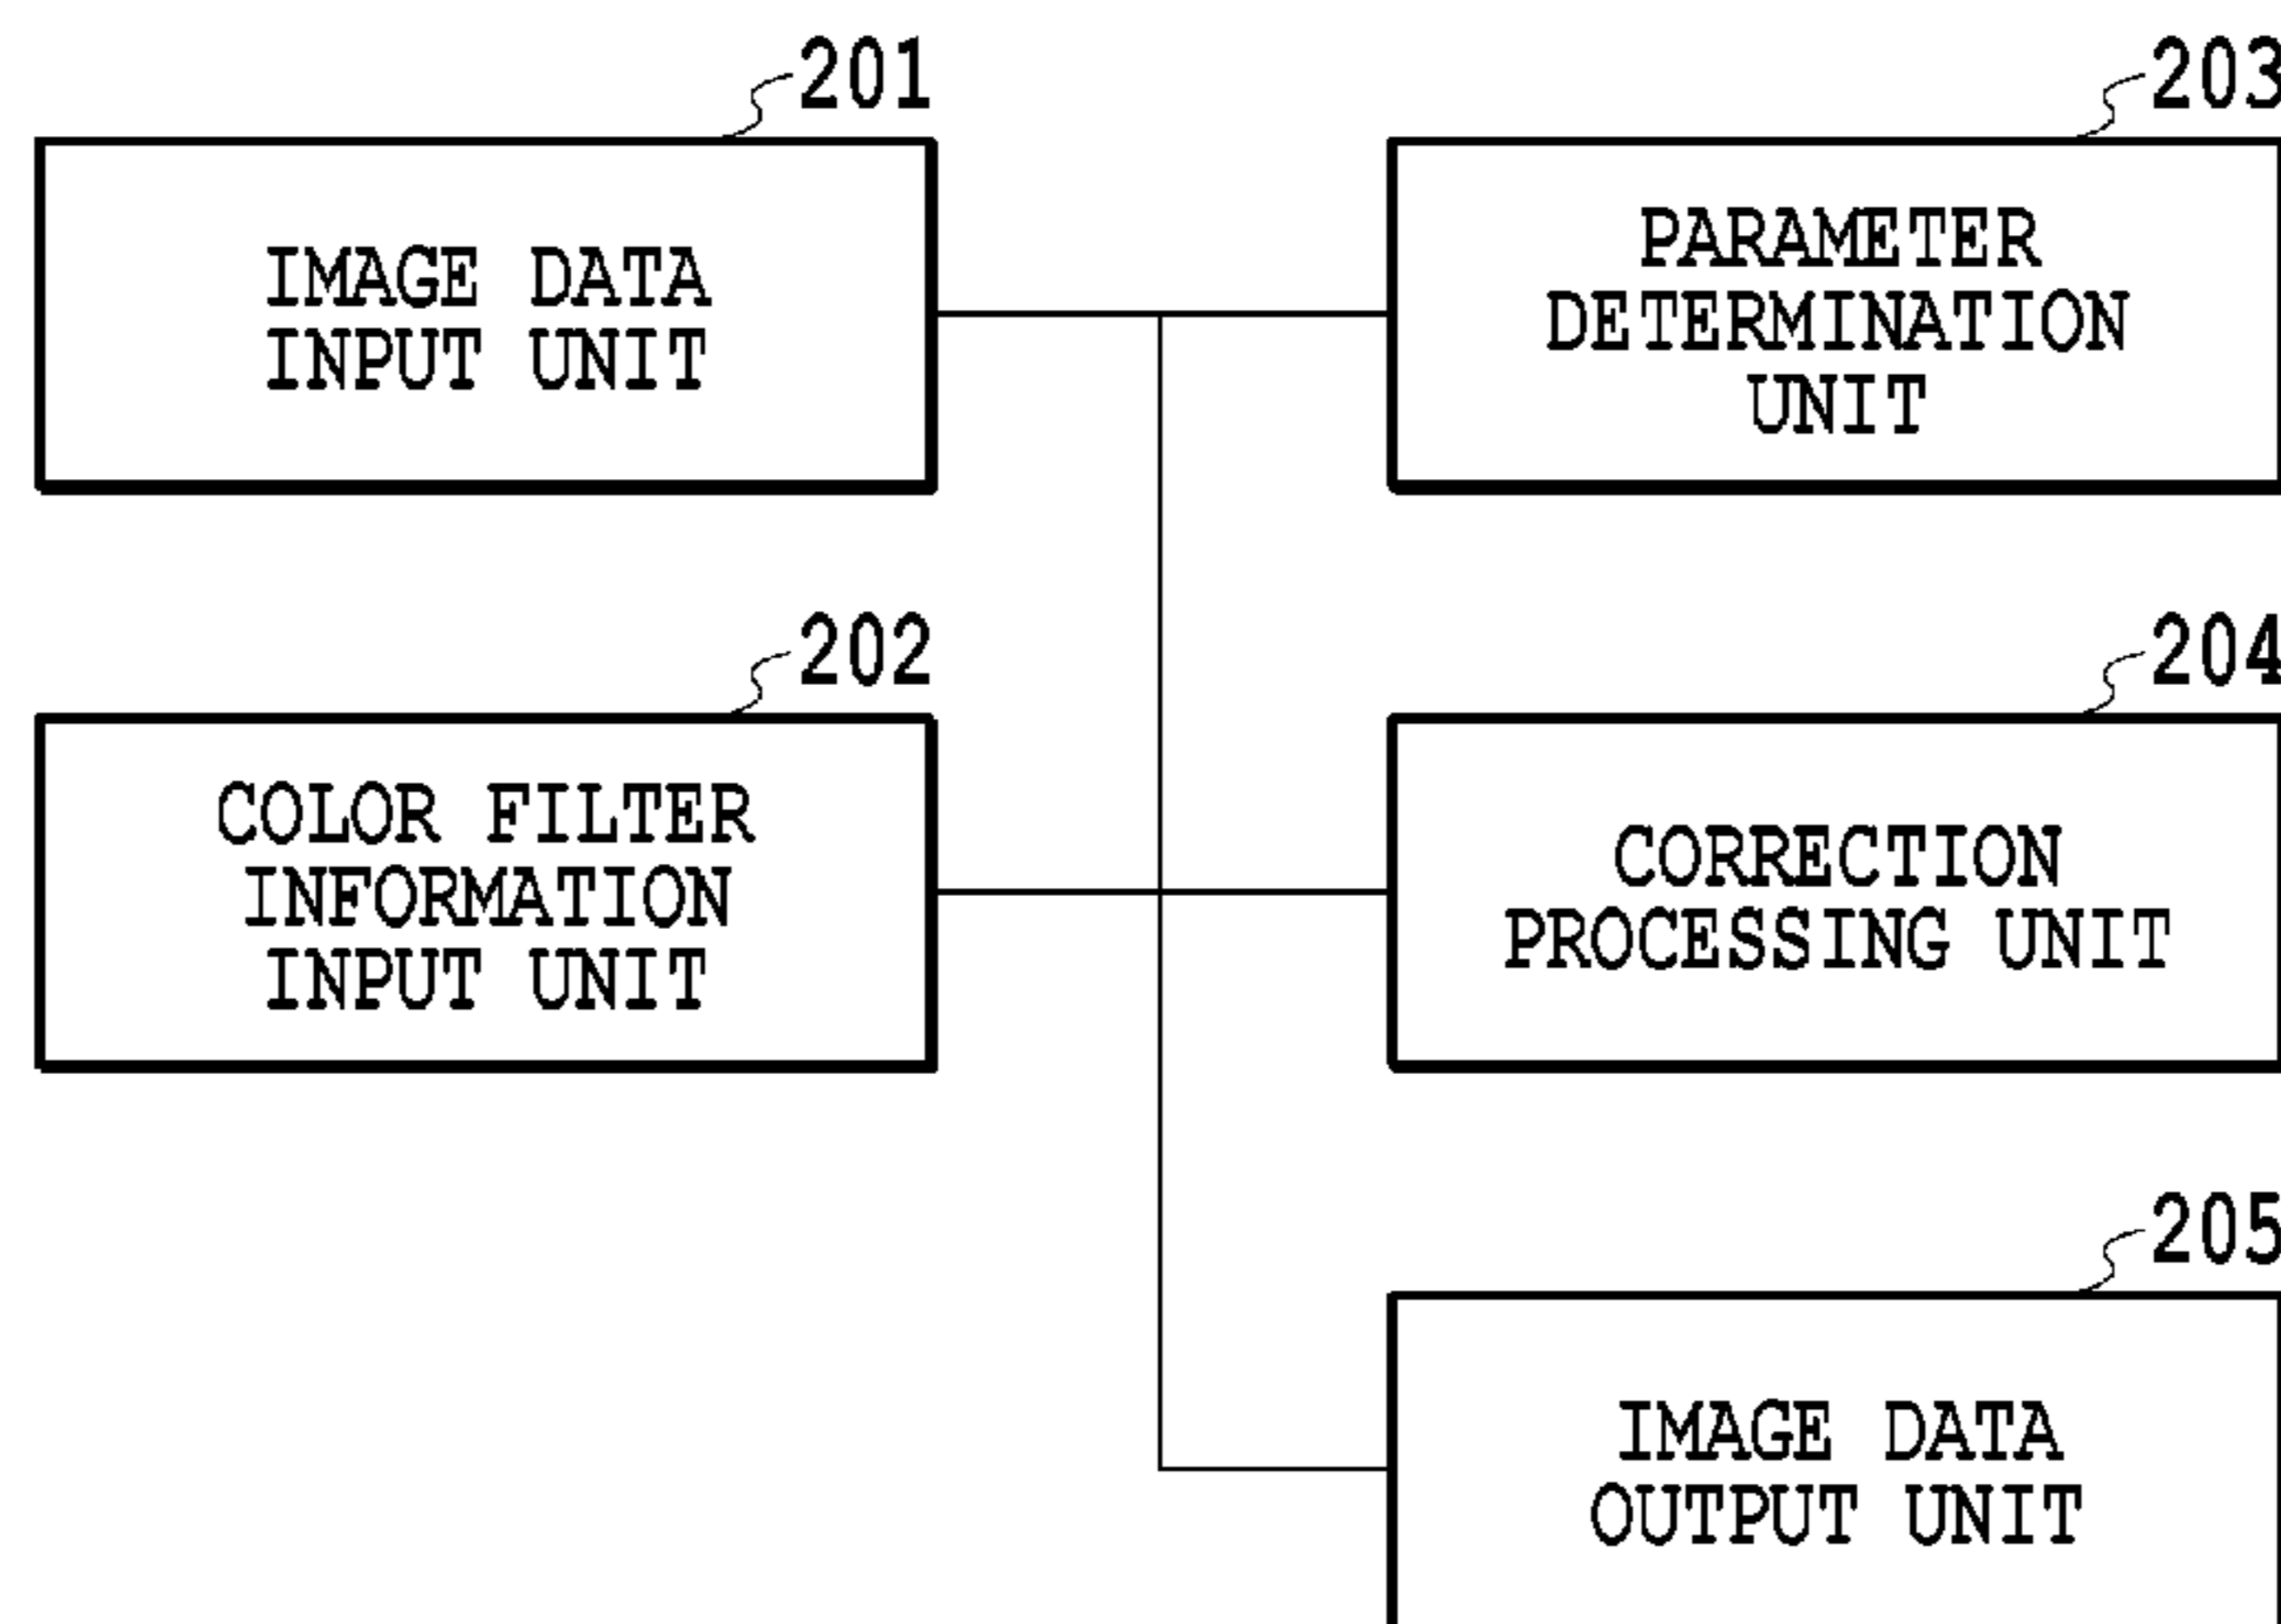 201
IMAGE DATA
INPUT UNIT
202
COLOR FILTER
INFORMATION
INPUT UNIT
203
PARAMETER
DETERMINATION
UNIT
204
CORRECTION
PROCESSING UNIT
205
IMAGE DATA
OUTPUT UNIT